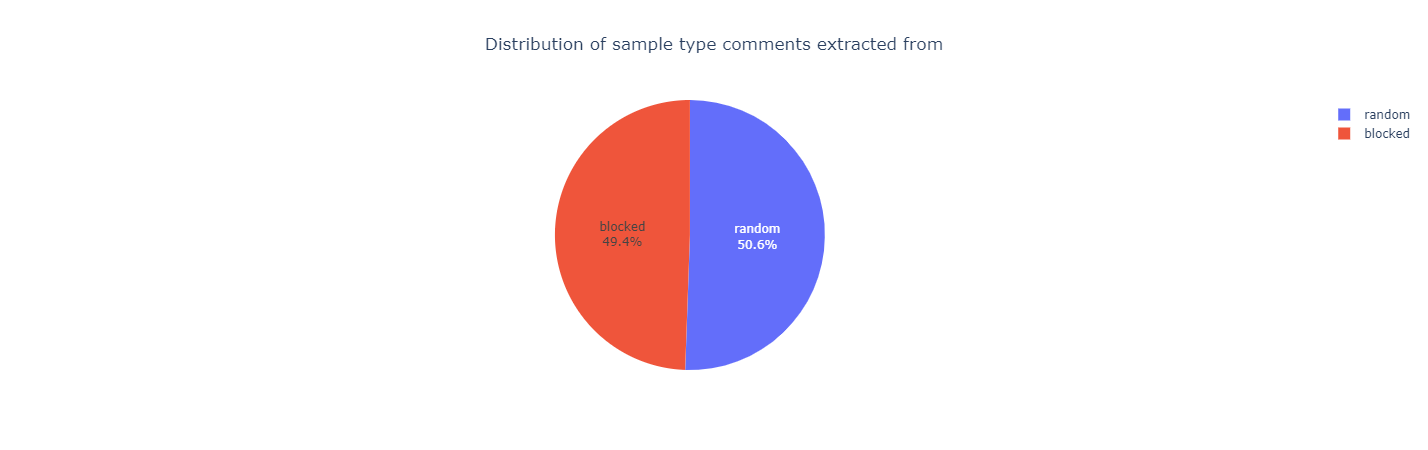 Distribution of sample type comments extracted from
random
blocked
blocked
49.4%
random
50.6%